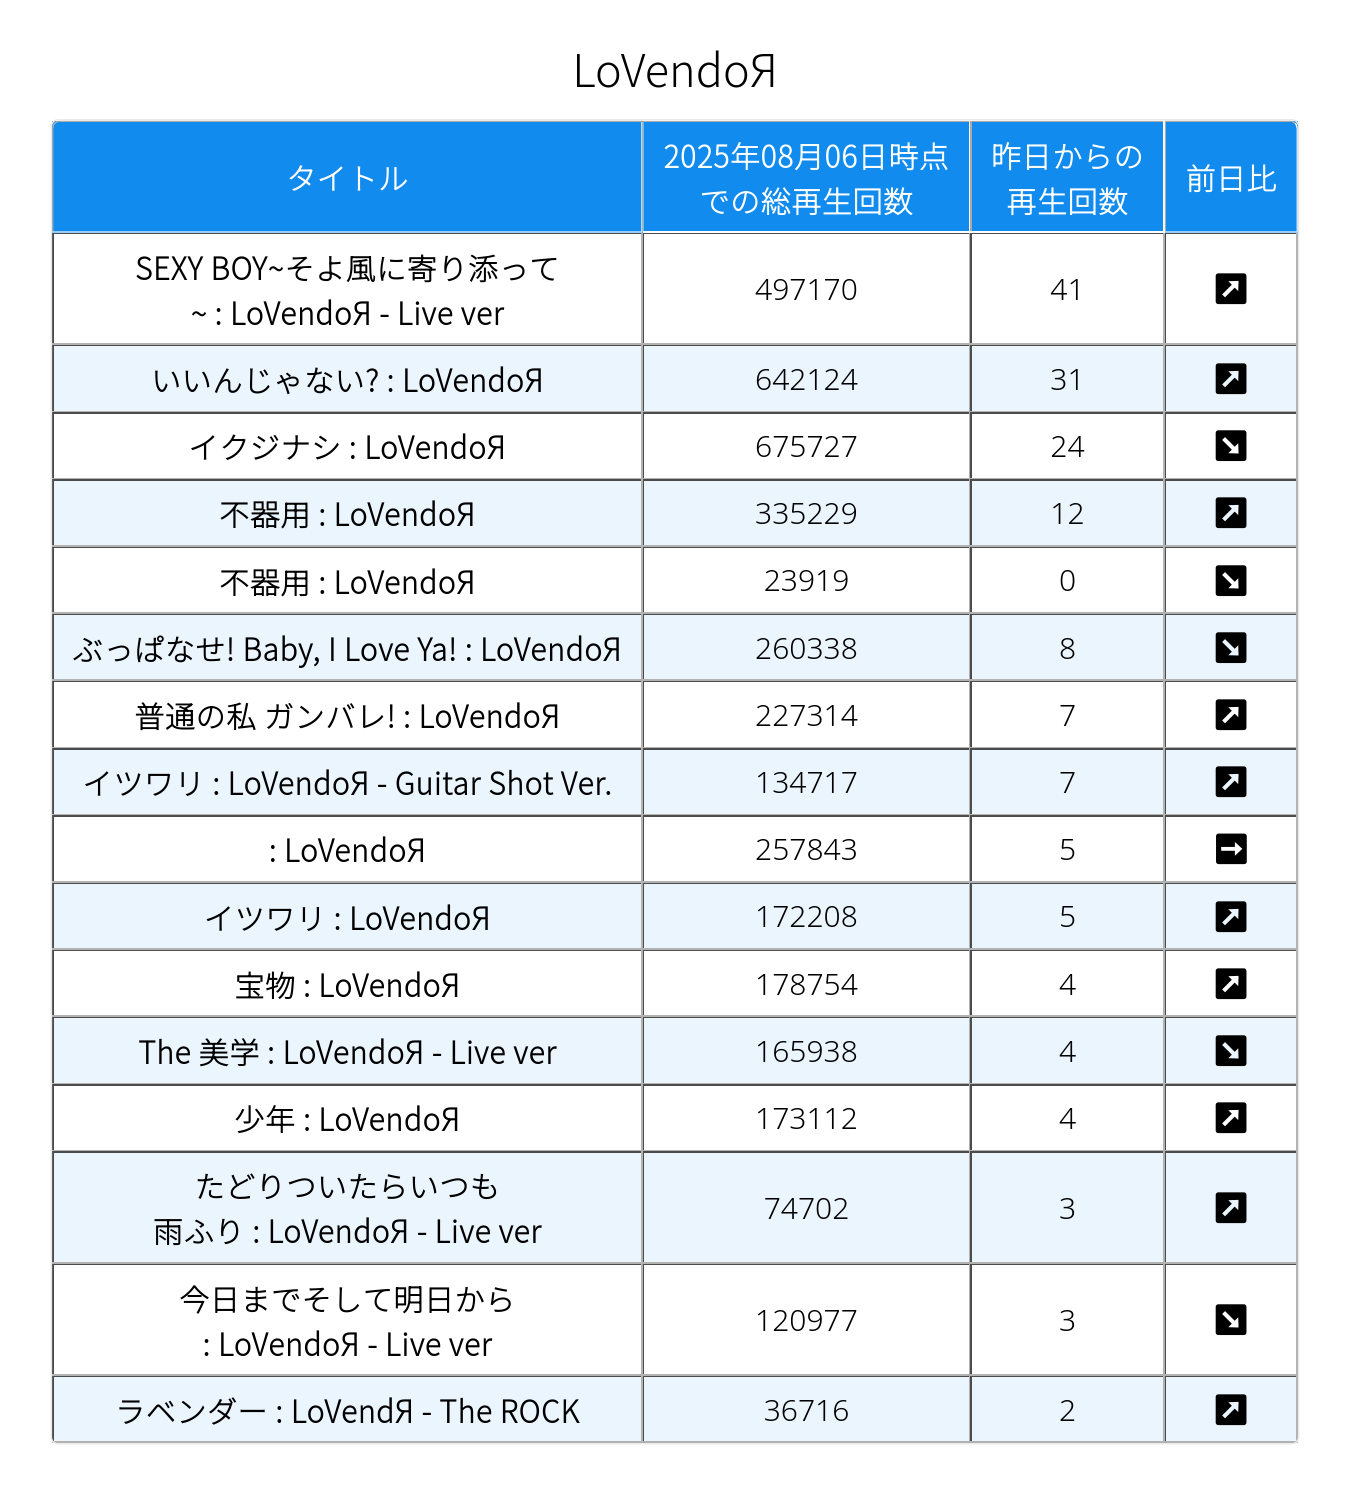 LoVendoЯ
タイトル
2025年08月06日時点
での総再生回数
昨日からの
再生回数
前日比
SEXY BOY~そよ風に寄り添って
~ : LoVendoЯ - Live ver
497170
41
いいんじゃない? : LoVendoЯ
642124
31
イクジナシ : LoVendoЯ
675727
24
不器用 : LoVendoЯ
335229
12
不器用 : LoVendoЯ
23919
0
ぶっぱなせ! Baby, I Love Ya! : LoVendoЯ
260338
8
普通の私 ガンバレ! : LoVendoЯ
227314
7
イツワリ : LoVendoЯ - Guitar Shot Ver.
134717
7
: LoVendoЯ
257843
5
イツワリ : LoVendoЯ
172208
5
宝物 : LoVendoЯ
178754
4
The 美学 : LoVendoЯ - Live ver
165938
4
少年 : LoVendoЯ
173112
4
たどりついたらいつも
雨ふり : LoVendoЯ - Live ver
74702
3
今日までそして明日から
: LoVendoЯ - Live ver
120977
3
ラベンダー : LoVendЯ - The ROCK
36716
2